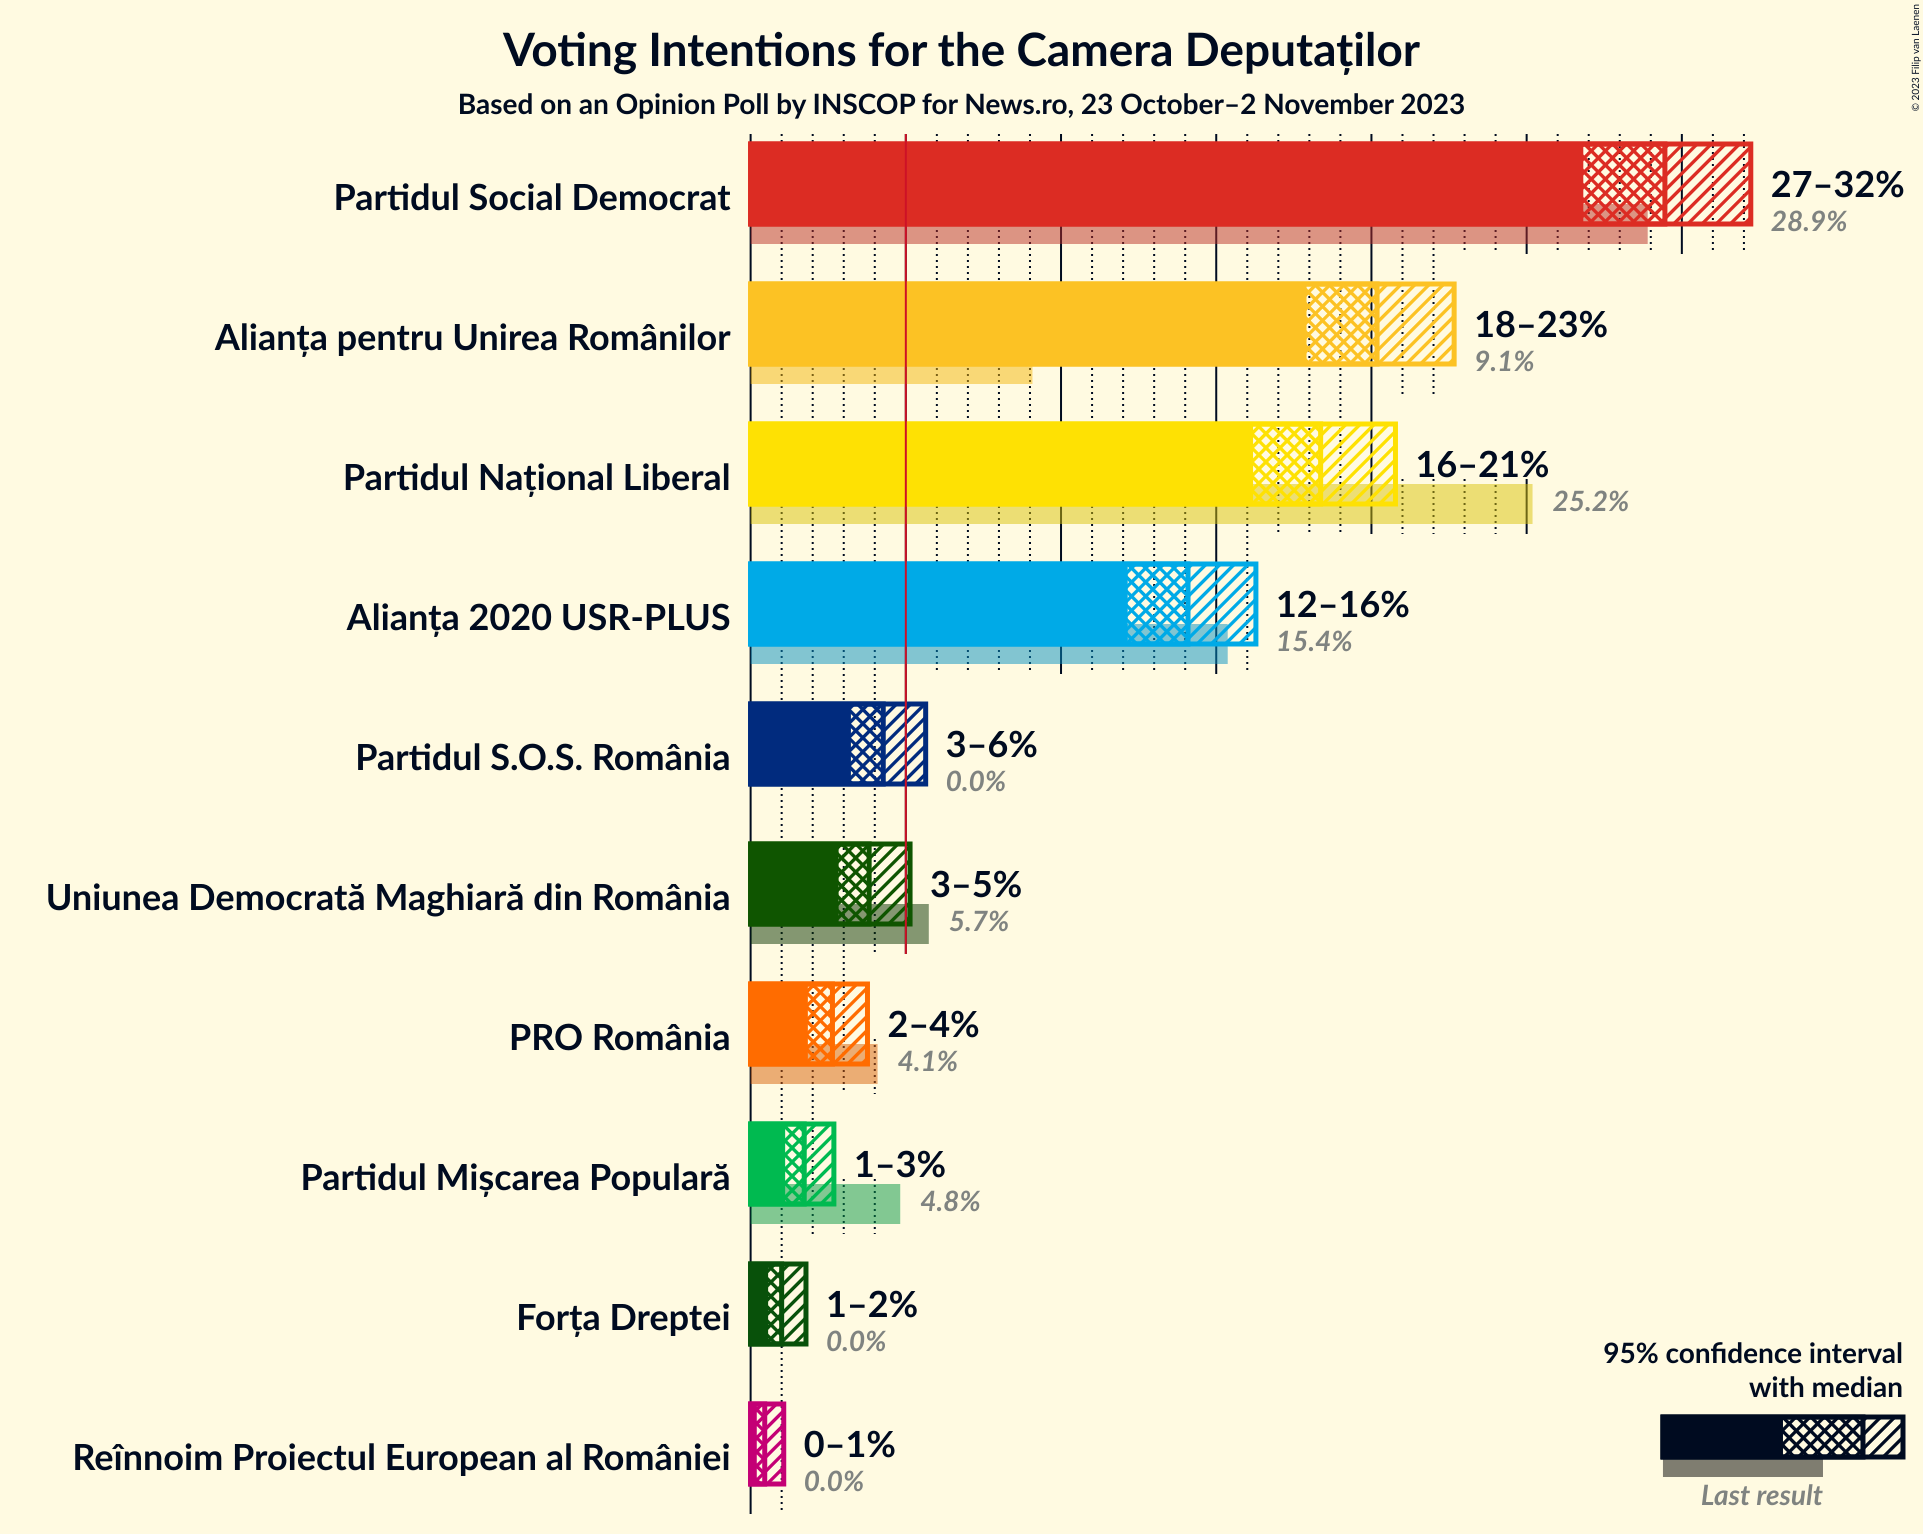 © 2023 Filip van Laenen
Voting Intentions for the Camera Deputaților
Based on an Opinion Poll by INSCOP for News.ro, 23 October–2 November 2023
Partidul Social Democrat
27–32%
28.9%
Alianța pentru Unirea Românilor
18–23%
9.1%
Partidul Național Liberal
16–21%
25.2%
Alianța 2020 USR-PLUS
12–16%
15.4%
Partidul S.O.S. România
3–6%
0.0%
Uniunea Democrată Maghiară din România
3–5%
5.7%
PRO România
2–4%
4.1%
Partidul Mișcarea Populară
1–3%
4.8%
Forța Dreptei
1–2%
0.0%
Reînnoim Proiectul European al României
0–1%
0.0%
95% confidence interval
with median
Last result